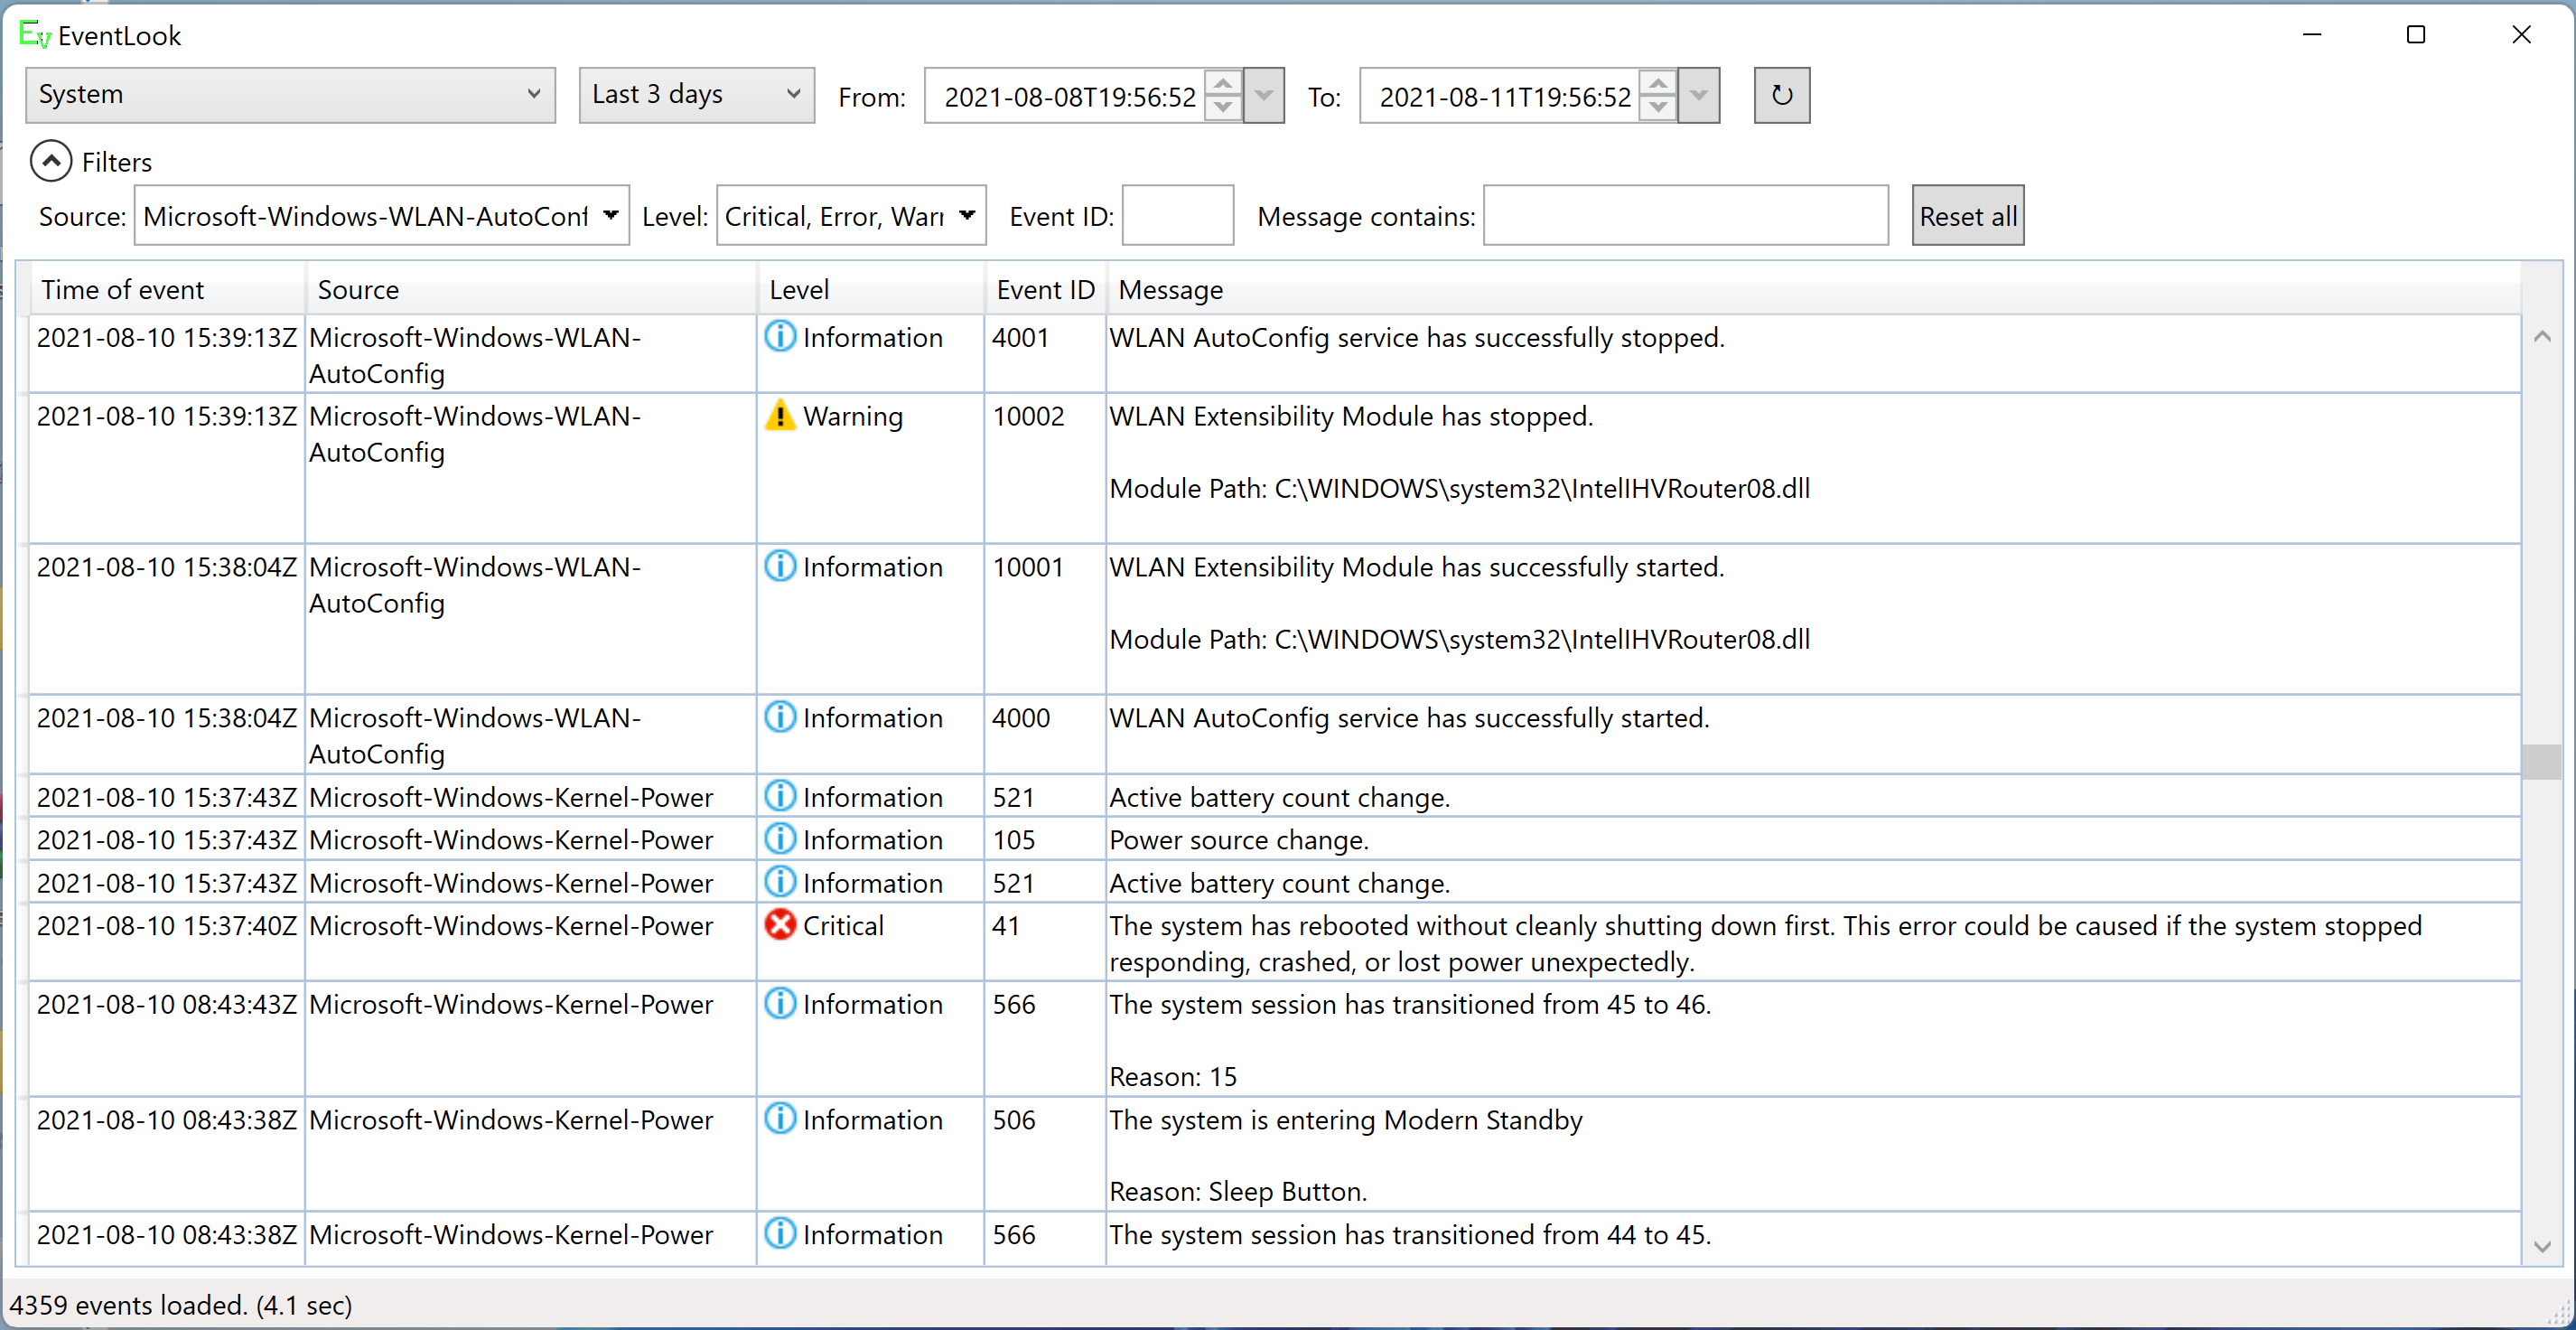 Ev EventLook
System Last 3 days From: 2021-08-08T19:56:52 To: 2021-08-11T19:56:52
Filters
Source: Microsoft-Windows-WLAN-AutoConf Level: Critical, Error, Warr Event ID: Message contains: Reset all
Time of event Source Level Event ID Message
2021-08-10 15:39:13Z Microsoft-Windows-WLAN- Information 4001 WLAN AutoConfig service has successfully stopped.
AutoConfig
2021-08-10 15:39:13Z Microsoft-Windows-WLAN- Warning 10002 WLAN Extensibility Module has stopped.
AutoConfig
Module Path: C:\WINDOWS\system32\IntelIHVRouter08.dll
2021-08-10 15:38:04Z Microsoft-Windows-WLAN- Information 10001 WLAN Extensibility Module has successfully started.
AutoConfig
Module Path: C:\WINDOWS\system32\IntelIHVRouter08.dll
2021-08-10 15:38:04Z Microsoft-Windows-WLAN- Information 4000 WLAN AutoConfig service has successfully started.
AutoConfig
2021-08-10 15:37:43Z Microsoft-Windows-Kernel-Power Information 521 Active battery count change.
2021-08-10 15:37:43Z Microsoft-Windows-Kernel-Power Information 105 Power source change.
2021-08-10 15:37:43Z Microsoft-Windows-Kernel-Power Information 521 Active battery count change.
2021-08-10 15:37:40Z Microsoft-Windows-Kernel-Power Critical 41 The system has rebooted without cleanly shutting down first. This error could be caused if the system stopped
responding, crashed, or lost power unexpectedly.
2021-08-10 08:43:43Z Microsoft-Windows-Kernel-Power Information 566 The system session has transitioned from 45 to 46.
Reason: 15
2021-08-10 08:43:38Z Microsoft-Windows-Kernel-Power Information 506 The system is entering Modern Standby
Reason: Sleep Button.
2021-08-10 08:43:38Z Microsoft-Windows-Kernel-Power Information 566 The system session has transitioned from 44 to 45.
4359 events loaded. (4.1 sec)